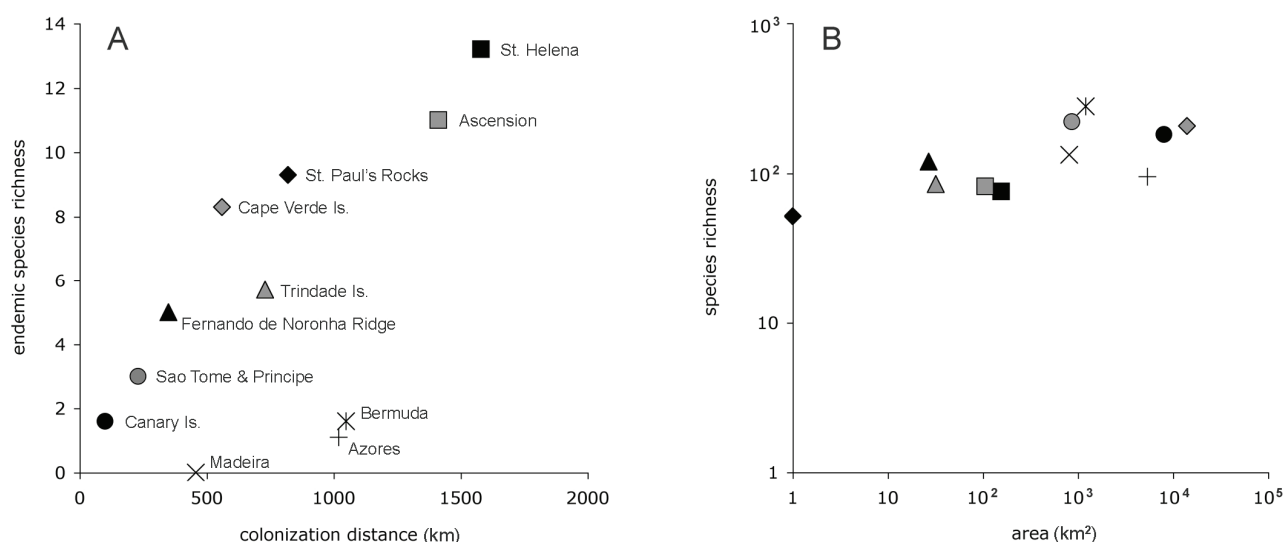 A
endemic species richness
14
12
10
8
6
4
2
0
0 500 1000 1500 2000
colonization distance (km)
St. Helena
Ascension
St. Paul's Rocks
Cape Verde Is.
Trindade Is.
Fernando de Noronha Ridge
Sao Tome & Principe
Canary Is.
Bermuda
Azores
Madeira
B
species richness
10³
10²
10
1
1 10 10² 10³ 10⁴ 10⁵
area (km²)